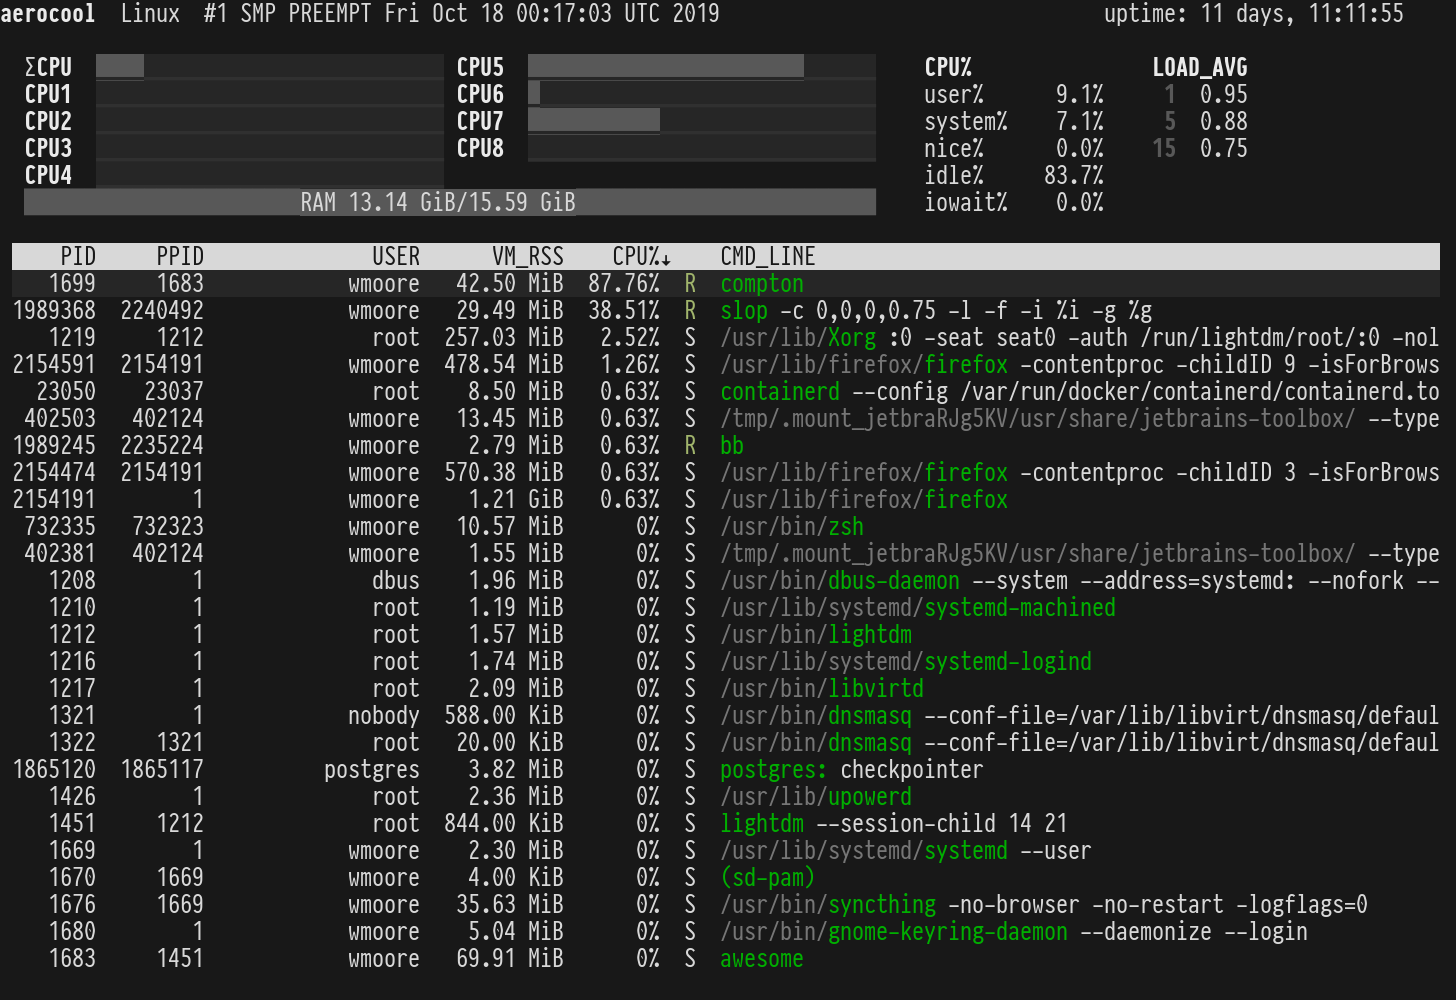 aerocool Linux #1 SMP PREEMPT Fri Oct 18 00:17:03 UTC 2019 uptime: 11 days, 11:11:55
ΣCPU CPU5 CPU% LOAD_AVG
CPU1 CPU6 user% 9.1% 1 0.95
CPU2 CPU7 system% 7.1% 5 0.88
CPU3 CPU8 nice% 0.0% 15 0.75
CPU4 idle% 83.7%
RAM 13.14 GiB/15.59 GiB iowait% 0.0%
PID PPID USER VM_RSS CPU%↓ CMD_LINE
1699 1683 wmoore 42.50 MiB 87.76% R compton
1989368 2240492 wmoore 29.49 MiB 38.51% R slop -c 0,0,0,0.75 -l -f -i %i -g %g
1219 1212 root 257.03 MiB 2.52% S /usr/lib/Xorg :0 -seat seat0 -auth /run/lightdm/root/:0 -nol
2154591 2154191 wmoore 478.54 MiB 1.26% S /usr/lib/firefox/firefox -contentproc -childID 9 -isForBrows
23050 23037 root 8.50 MiB 0.63% S containerd --config /var/run/docker/containerd/containerd.to
402503 402124 wmoore 13.45 MiB 0.63% S /tmp/.mount_jetbraRJg5KV/usr/share/jetbrains-toolbox/ --type
1989245 2235224 wmoore 2.79 MiB 0.63% R bb
2154474 2154191 wmoore 570.38 MiB 0.63% S /usr/lib/firefox/firefox -contentproc -childID 3 -isForBrows
2154191 1 wmoore 1.21 GiB 0.63% S /usr/lib/firefox/firefox
732335 732323 wmoore 10.57 MiB 0% S /usr/bin/zsh
402381 402124 wmoore 1.55 MiB 0% S /tmp/.mount_jetbraRJg5KV/usr/share/jetbrains-toolbox/ --type
1208 1 dbus 1.96 MiB 0% S /usr/bin/dbus-daemon --system --address=systemd: --nofork --
1210 1 root 1.19 MiB 0% S /usr/lib/systemd/systemd-machined
1212 1 root 1.57 MiB 0% S /usr/bin/lightdm
1216 1 root 1.74 MiB 0% S /usr/lib/systemd/systemd-logind
1217 1 root 2.09 MiB 0% S /usr/bin/libvirtd
1321 1 nobody 588.00 KiB 0% S /usr/bin/dnsmasq --conf-file=/var/lib/libvirt/dnsmasq/defaul
1322 1321 root 20.00 KiB 0% S /usr/bin/dnsmasq --conf-file=/var/lib/libvirt/dnsmasq/defaul
1865120 1865117 postgres 3.82 MiB 0% S postgres: checkpointer
1426 1 root 2.36 MiB 0% S /usr/lib/upowerd
1451 1212 root 844.00 KiB 0% S lightdm --session-child 14 21
1669 1 wmoore 2.30 MiB 0% S /usr/lib/systemd/systemd --user
1670 1669 wmoore 4.00 KiB 0% S (sd-pam)
1676 1669 wmoore 35.63 MiB 0% S /usr/bin/syncthing -no-browser -no-restart -logflags=0
1680 1 wmoore 5.04 MiB 0% S /usr/bin/gnome-keyring-daemon --daemonize --login
1683 1451 wmoore 69.91 MiB 0% S awesome